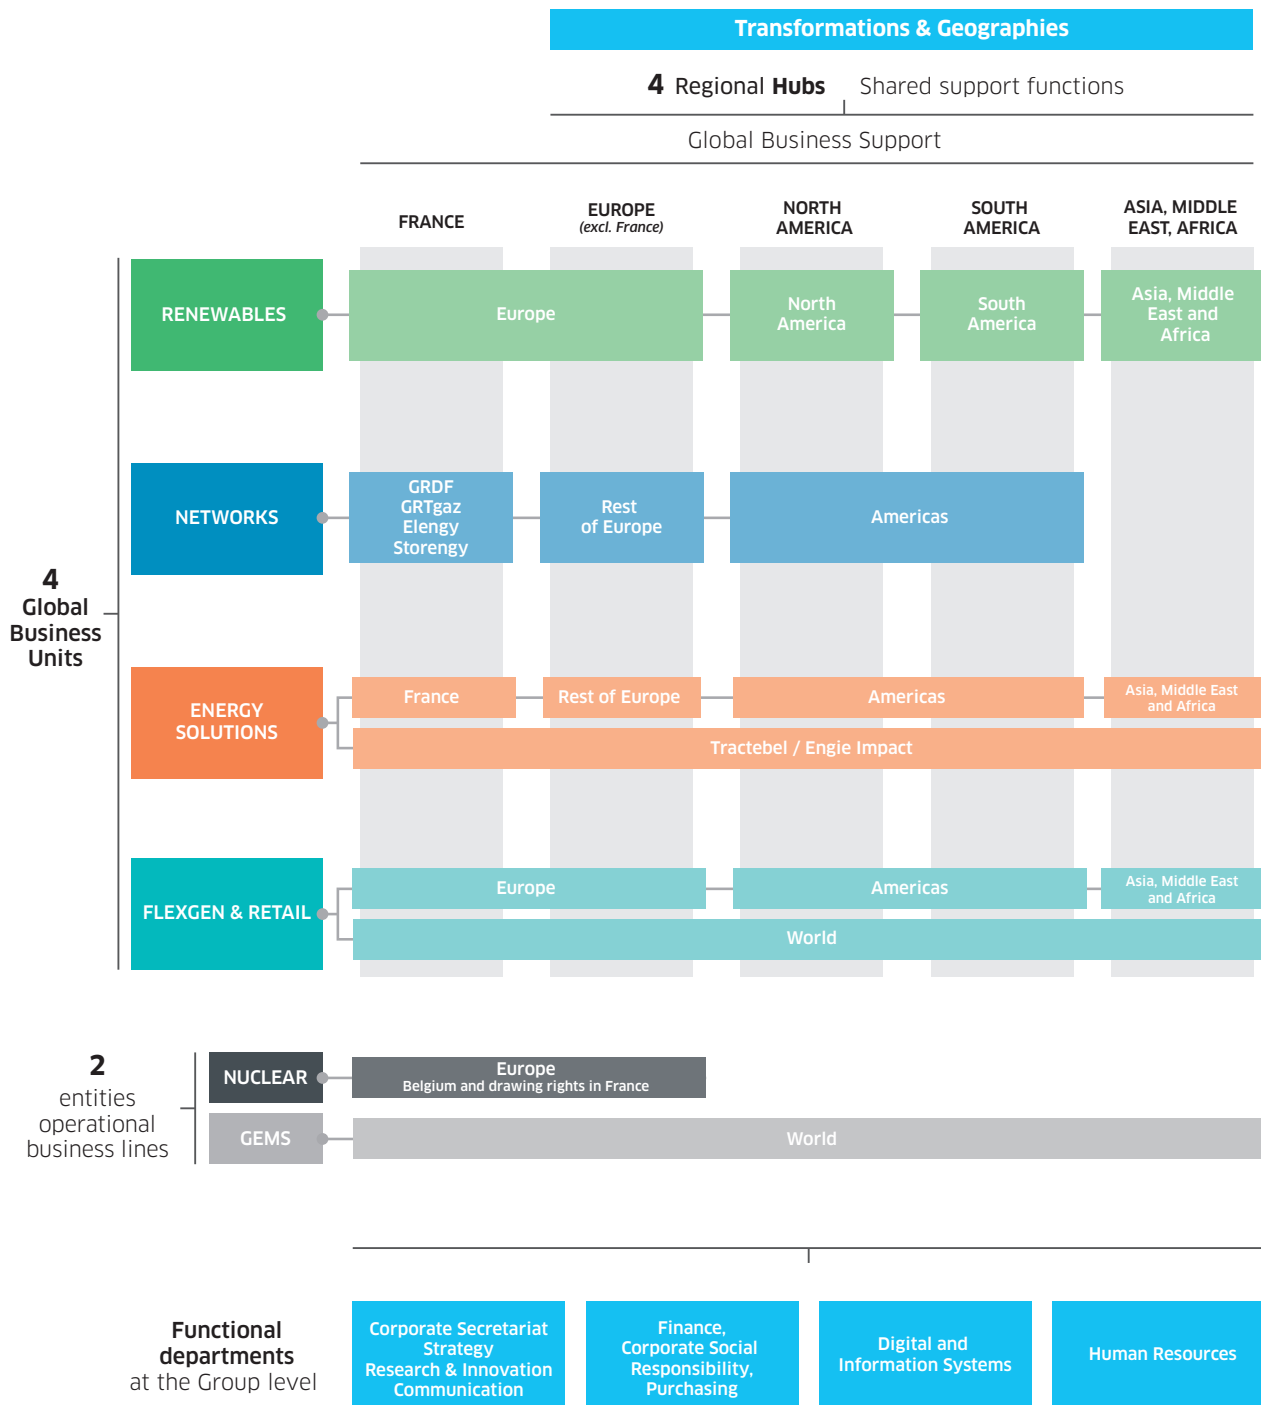 Transformations & Geographies
4 Regional Hubs
Shared support functions
Global Business Support
FRANCE
EUROPE
(excl. France)
NORTH
AMERICA
SOUTH
AMERICA
ASIA, MIDDLE
EAST, AFRICA
4
Global
Business
Units
RENEWABLES
Europe
North
America
South
America
Asia, Middle
East and
Africa
NETWORKS
GRDF
GRTgaz
Elengy
Storengy
Rest
of Europe
Americas
ENERGY
SOLUTIONS
France
Rest of Europe
Americas
Asia, Middle East
and Africa
Tractebel / Engie Impact
FLEXGEN & RETAIL
Europe
Americas
Asia, Middle East
and Africa
World
2
entities
operational
business lines
NUCLEAR
Europe
Belgium and drawing rights in France
GEMS
World
Functional
departments
at the Group level
Corporate Secretariat
Strategy
Research & Innovation
Communication
Finance,
Corporate Social
Responsibility,
Purchasing
Digital and
Information Systems
Human Resources